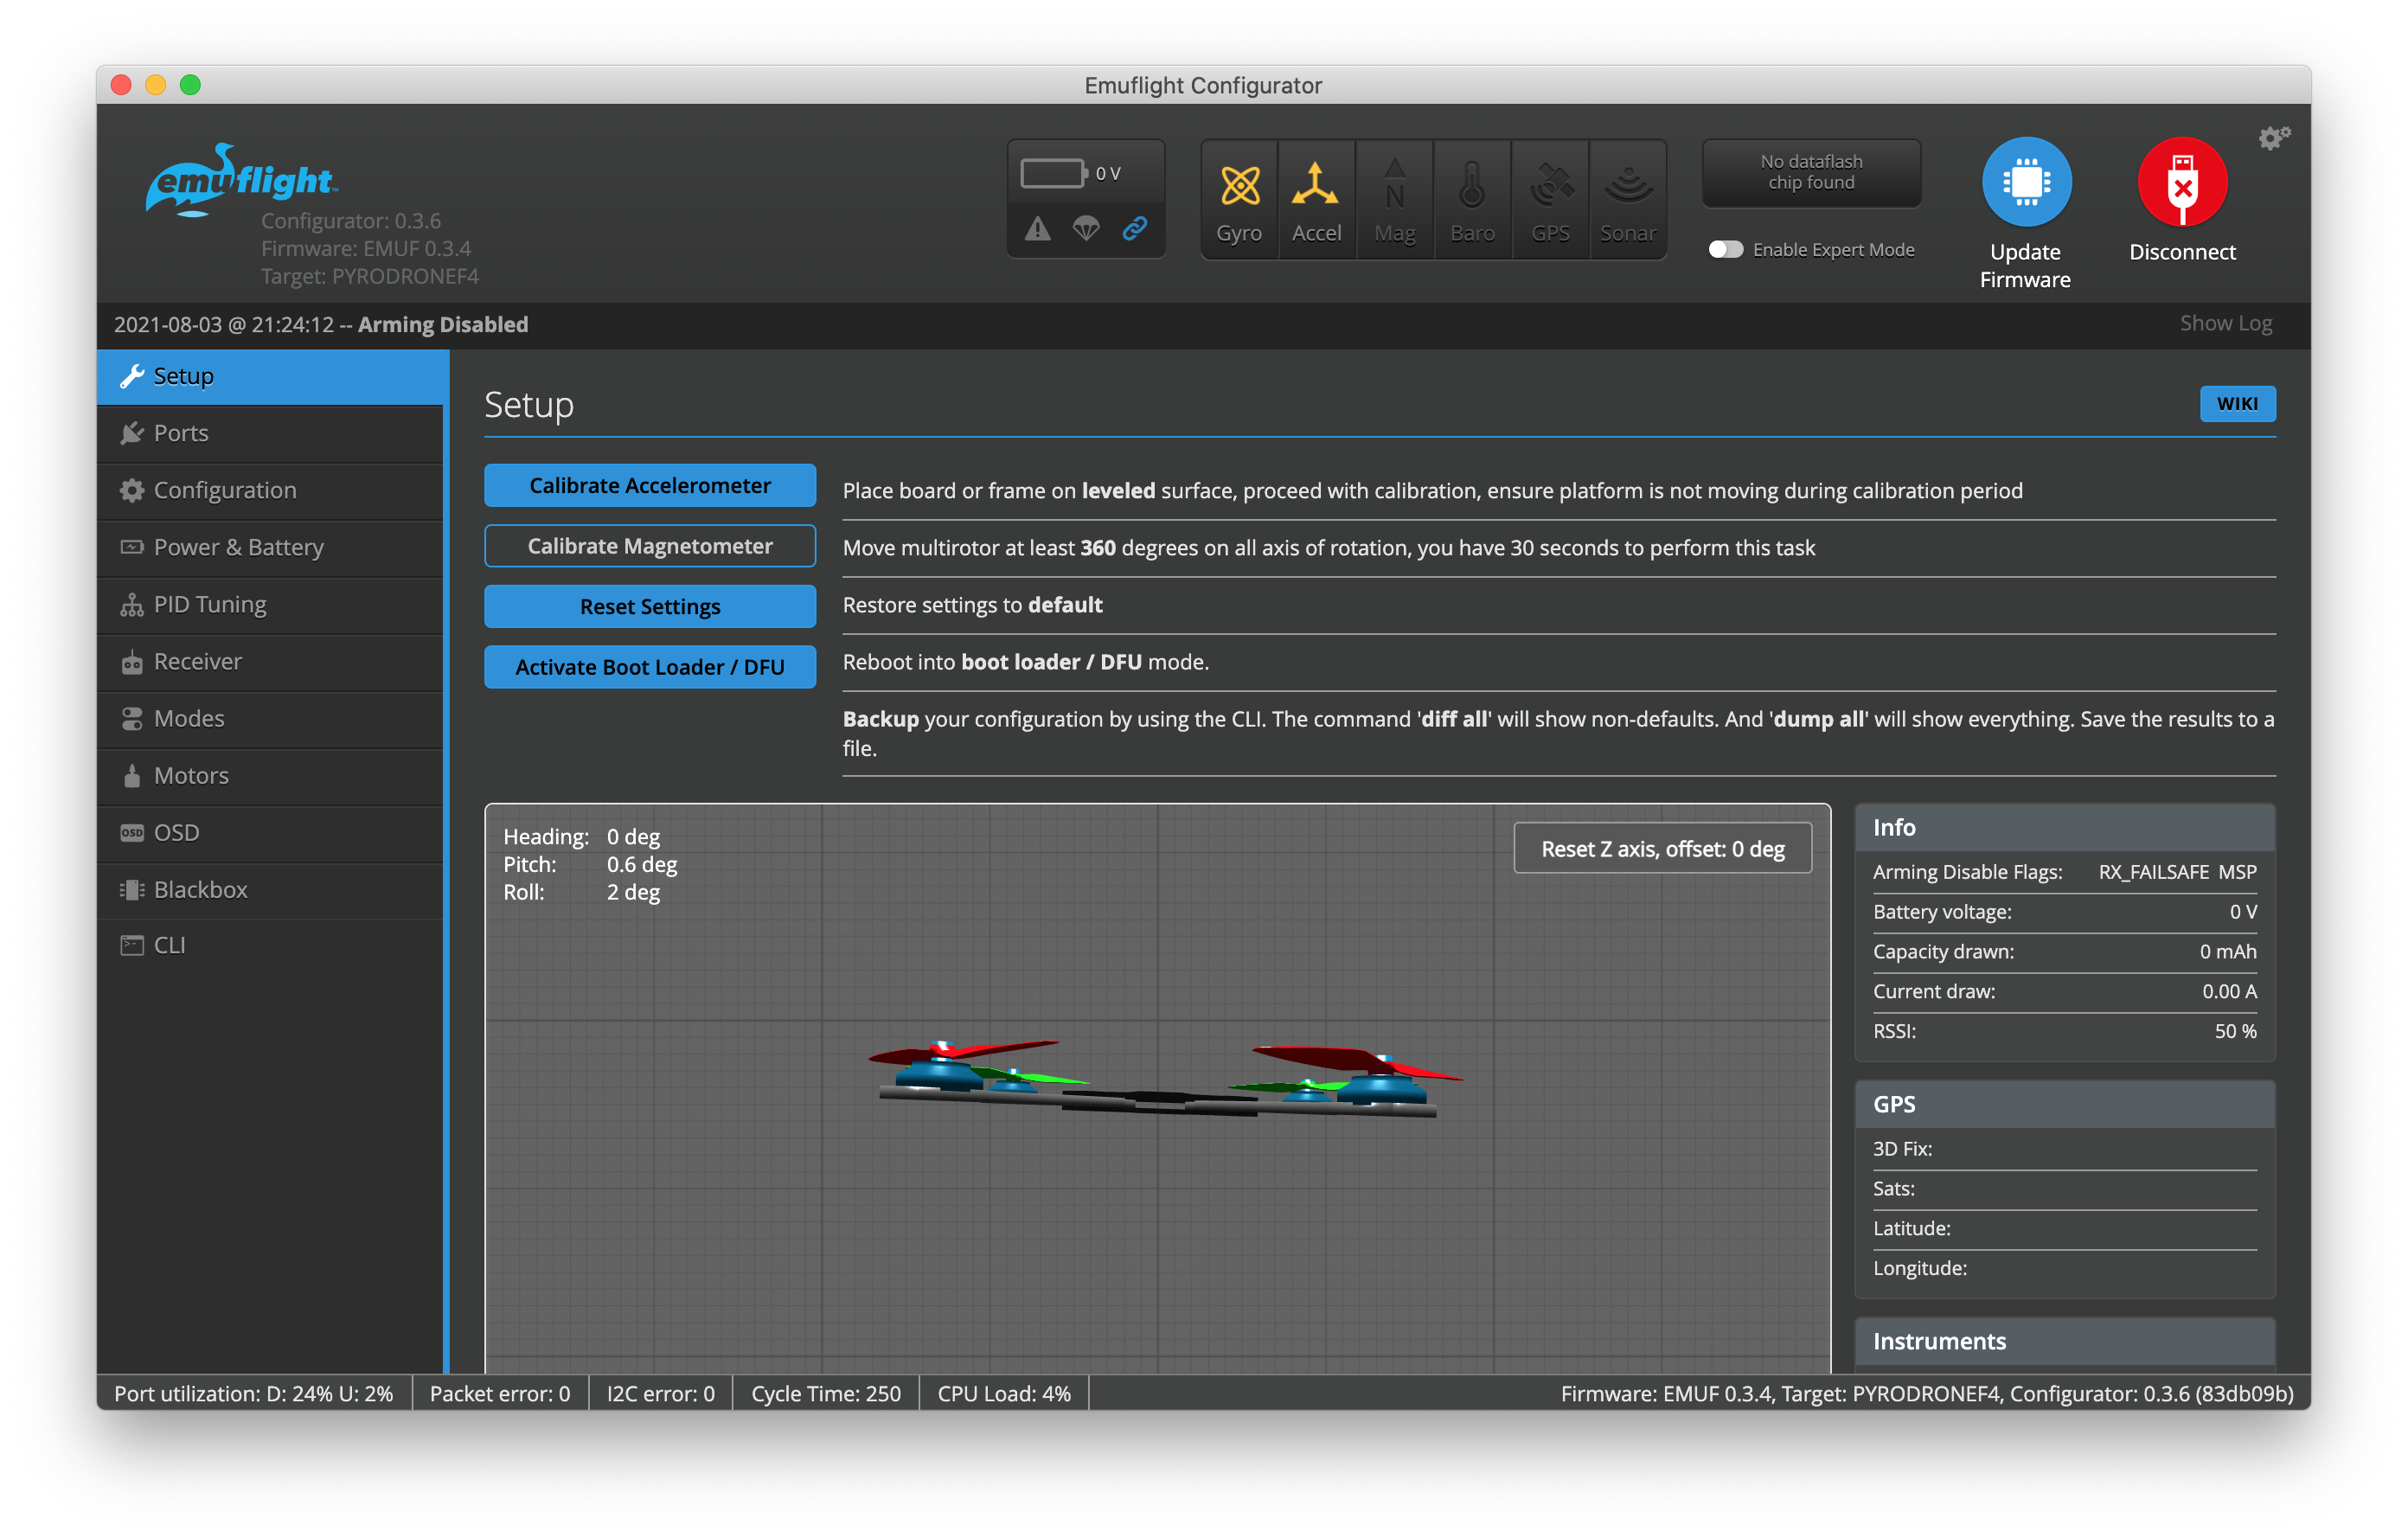 Emuflight Configurator
emuflight™
Configurator: 0.3.6
Firmware: EMUF 0.3.4
Target: PYRODRONEF4
0 V
Gyro
Accel
N
Mag
Baro
GPS
Sonar
No dataflash
chip found
Enable Expert Mode
Update
Firmware
Disconnect
2021-08-03 @ 21:24:12 -- Arming Disabled
Show Log
Setup
Ports
Configuration
Power & Battery
PID Tuning
Receiver
Modes
Motors
OSD OSD
Blackbox
CLI
Setup
WIKI
Calibrate Accelerometer
Place board or frame on leveled surface, proceed with calibration, ensure platform is not moving during calibration period
Calibrate Magnetometer
Move multirotor at least 360 degrees on all axis of rotation, you have 30 seconds to perform this task
Reset Settings
Restore settings to default
Activate Boot Loader / DFU
Reboot into boot loader / DFU mode.
Backup your configuration by using the CLI. The command 'diff all' will show non-defaults. And 'dump all' will show everything. Save the results to a
file.
Heading: 0 deg
Pitch: 0.6 deg
Roll: 2 deg
Reset Z axis, offset: 0 deg
Info
Arming Disable Flags: RX_FAILSAFE MSP
Battery voltage: 0 V
Capacity drawn: 0 mAh
Current draw: 0.00 A
RSSI: 50 %
GPS
3D Fix:
Sats:
Latitude:
Longitude:
Instruments
Port utilization: D: 24% U: 2%
Packet error: 0
I2C error: 0
Cycle Time: 250
CPU Load: 4%
Firmware: EMUF 0.3.4, Target: PYRODRONEF4, Configurator: 0.3.6 (83db09b)